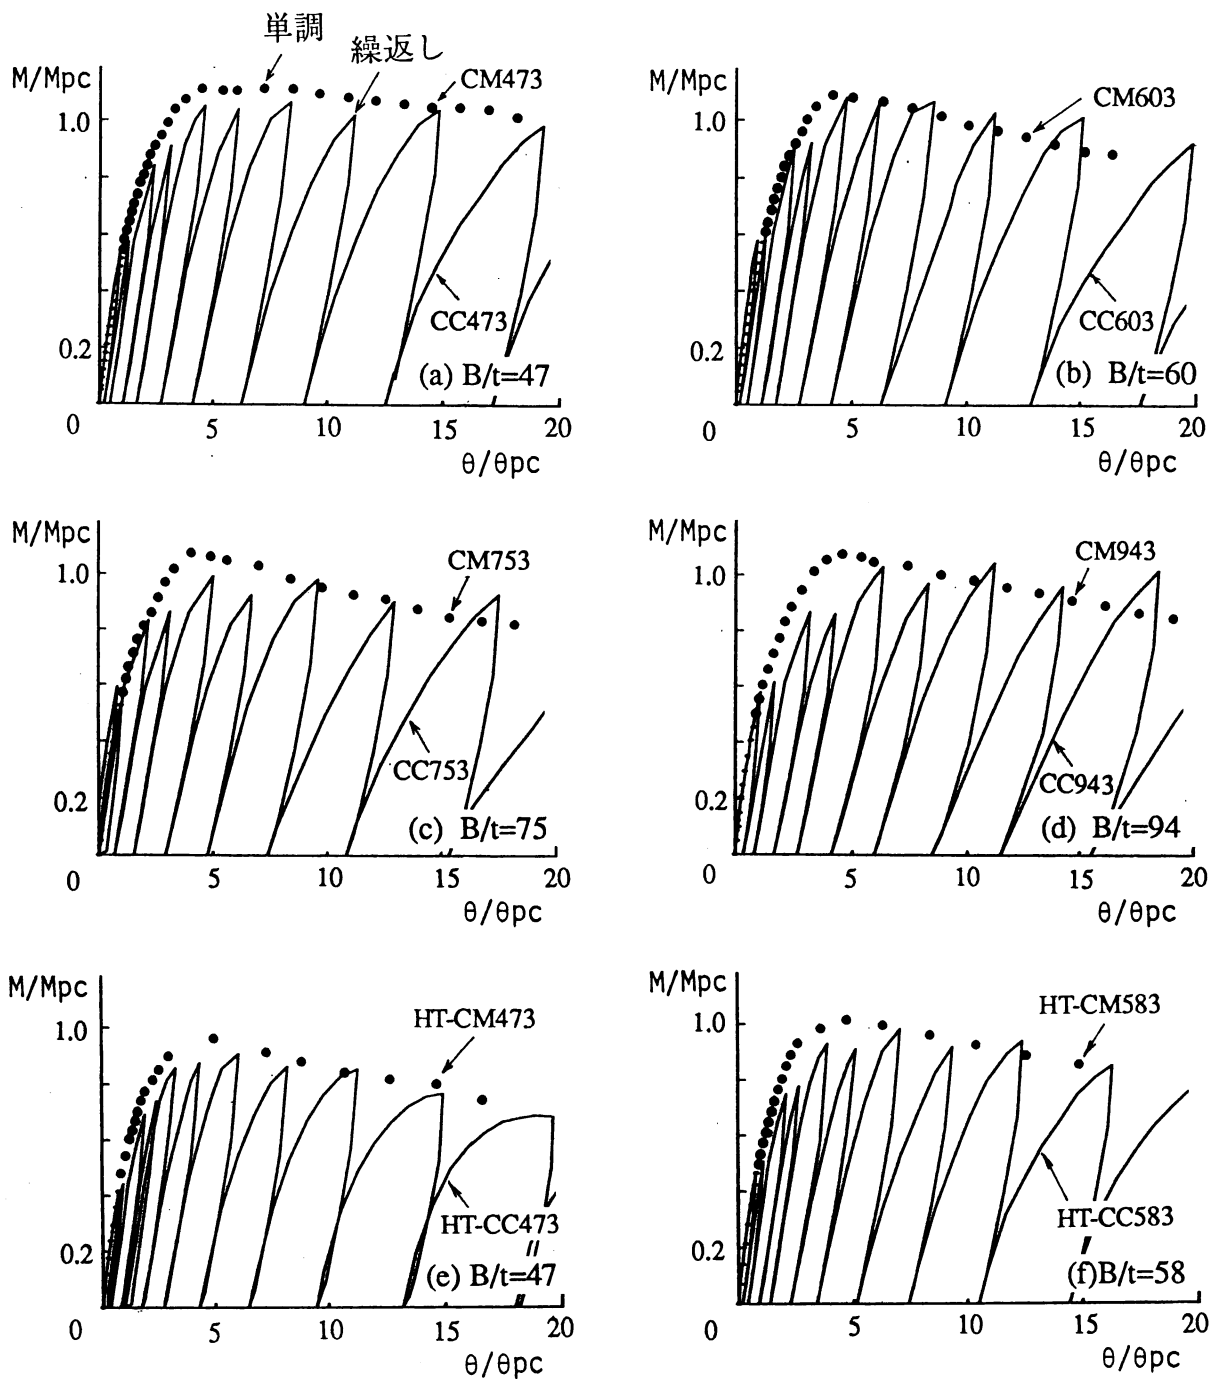 単調
繰返し
M/Mpc
CM473
1.0
CC473
0.2
(a) B/t=47
0 5 10 15 20
θ/θpc
M/Mpc
CM603
1.0
CC603
0.2
(b) B/t=60
0 5 10 15 20
θ/θpc
M/Mpc
CM753
1.0
CC753
0.2
(c) B/t=75
0 5 10 15 20
θ/θpc
M/Mpc
CM943
1.0
CC943
0.2
(d) B/t=94
0 5 10 15 20
θ/θpc
M/Mpc
HT-CM473
1.0
HT-CC473
0.2
(e) B/t=47
0 5 10 15 20
θ/θpc
M/Mpc
HT-CM583
1.0
HT-CC583
0.2
(f)B/t=58
0 5 10 15 20
θ/θpc